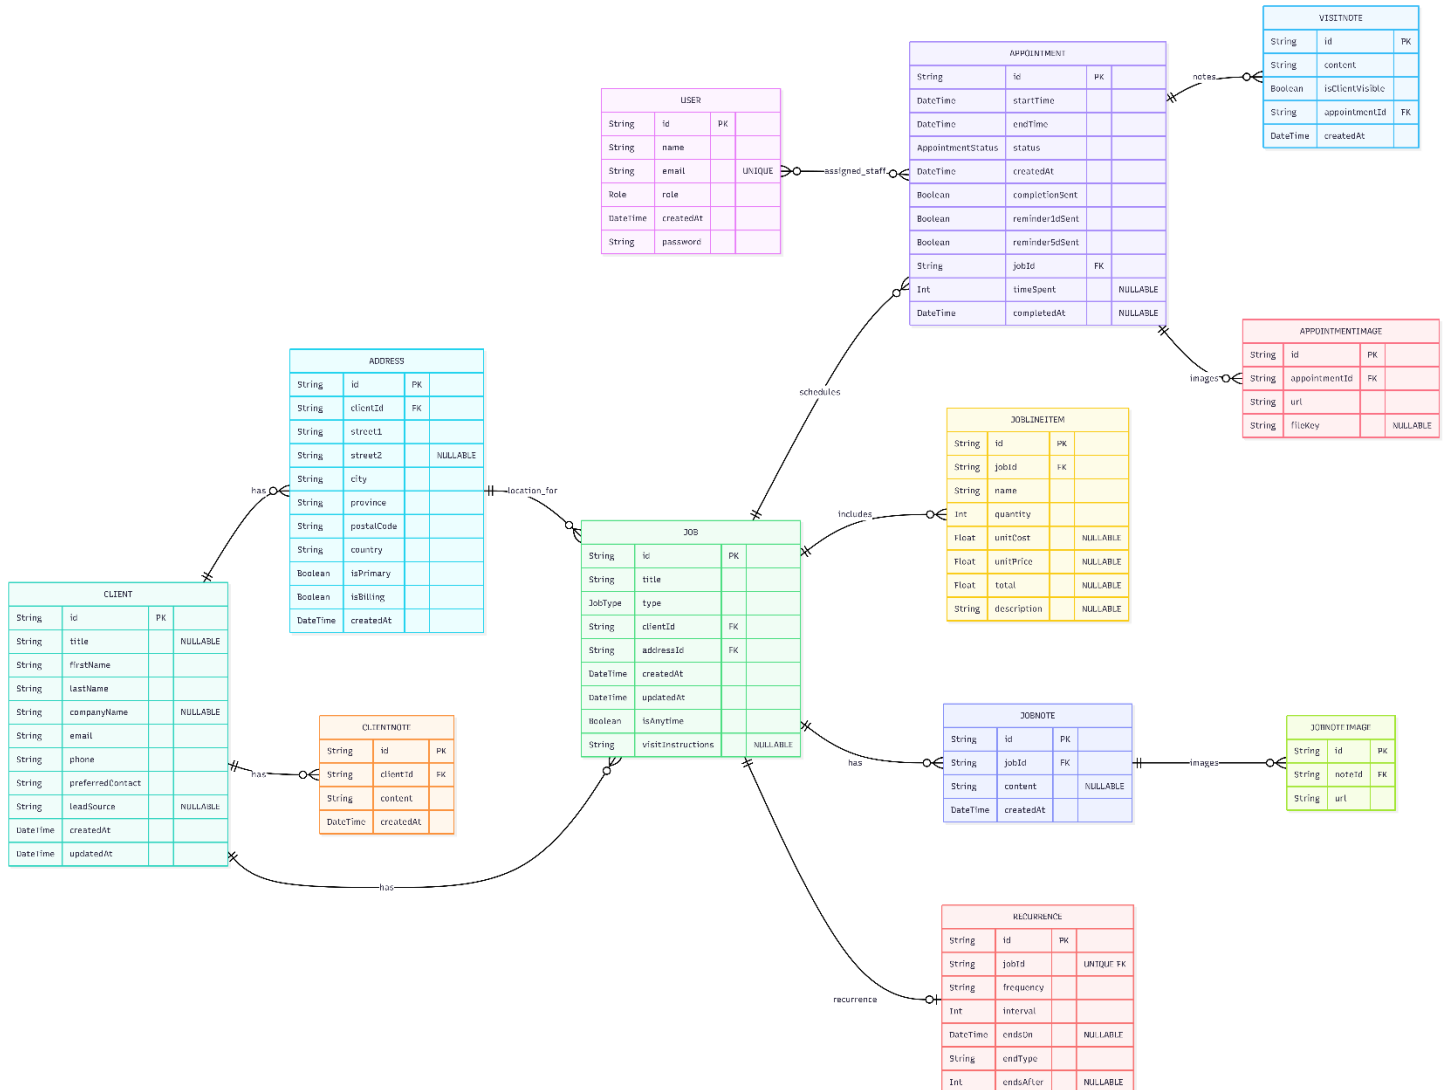 VISITNOTE
String id PK
String content
Boolean isClientVisible
String appointmentId FK
DateTime createdAt
APPOINTMENT
String id PK
DateTime startTime
DateTime endTime
AppointmentStatus status
DateTime createdAt
Boolean completionSent
Boolean reminder1dSent
Boolean reminder5dSent
String jobId FK
Int timeSpent NULLABLE
DateTime completedAt NULLABLE
notes
USER
String id PK
String name
String email UNIQUE
Role role
DateTime createdAt
String password
assigned_staff
APPOINTMENTIMAGE
String id PK
String appointmentId FK
String url
String fileKey NULLABLE
images
schedules
ADDRESS
String id PK
String clientId FK
String street1
String street2 NULLABLE
String city
String province
String postalCode
String country
Boolean isPrimary
Boolean isBilling
DateTime createdAt
has
location_for
JOBLINEITEM
String id PK
String jobId FK
String name
Int quantity
Float unitCost NULLABLE
Float unitPrice NULLABLE
Float total NULLABLE
String description NULLABLE
includes
JOB
String id PK
String title
JobType type
String clientId FK
String addressId FK
DateTime createdAt
DateTime updatedAt
Boolean isAnytime
String visitInstructions NULLABLE
CLIENT
String id PK
String title NULLABLE
String firstName
String lastName
String companyName NULLABLE
String email
String phone
String preferredContact
String leadSource NULLABLE
DateTime createdAt
DateTime updatedAt
has
CLIENTNOTE
String id PK
String clientId FK
String content
DateTime createdAt
has
has
JOBNOTE
String id PK
String jobId FK
String content NULLABLE
DateTime createdAt
images
JOBNOTEIMAGE
String id PK
String noteId FK
String url
recurrence
RECURRENCE
String id PK
String jobId UNIQUE FK
String frequency
Int interval
DateTime endsOn NULLABLE
String endType
Int endsAfter NULLABLE